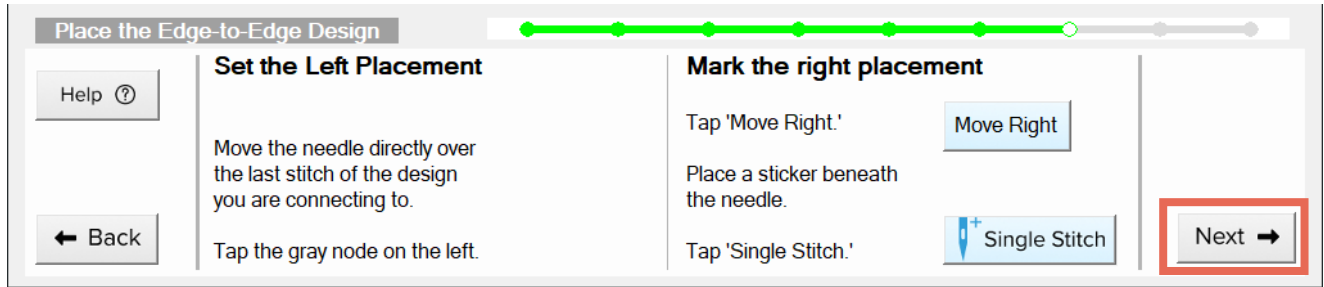 Place the Edge-to-Edge Design
Help ?
← Back
Set the Left Placement
Move the needle directly over
the last stitch of the design
you are connecting to.
Tap the gray node on the left.
Mark the right placement
Tap 'Move Right.'
Move Right
Place a sticker beneath
the needle.
Tap 'Single Stitch.'
Single Stitch
Next →